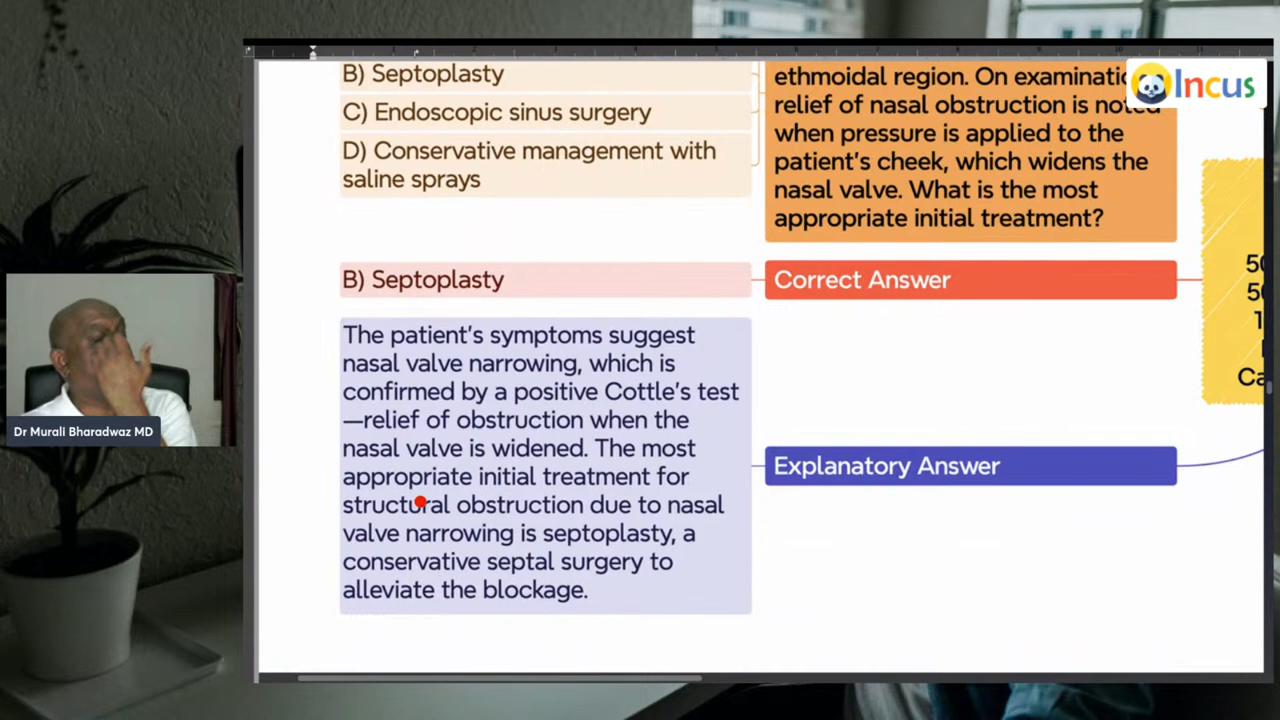 B) Septoplasty
C) Endoscopic sinus surgery
D) Conservative management with
saline sprays
ethmoidal region. On
relief of nasal obstruction is noted
when pressure is applied to the
patient's cheek, which widens the
nasal valve. What is the most
appropriate initial treatment?
Incus
B) Septoplasty
Correct Answer
The patient's symptoms suggest
nasal valve narrowing, which is
confirmed by a positive Cottle's test
—relief of obstruction when the
nasal valve is widened. The most
appropriate initial treatment for
structural obstruction due to nasal
valve narrowing is septoplasty, a
conservative septal surgery to
alleviate the blockage.
Explanatory Answer
Dr Murali Bharadwaz MD